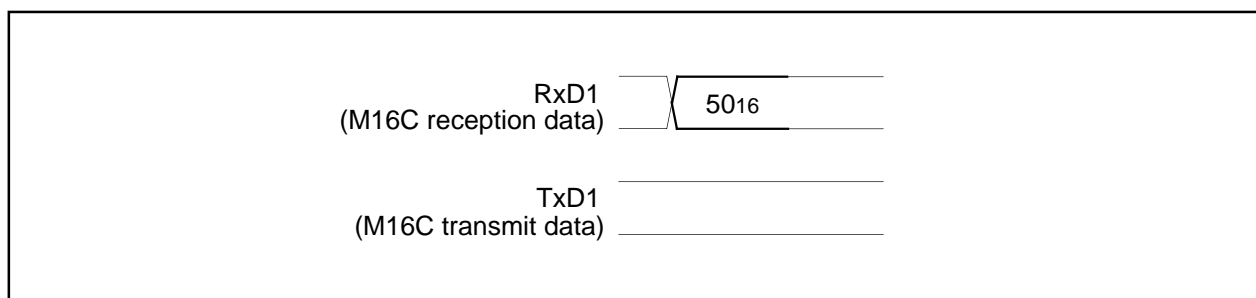 RxD1
(M16C reception data)
5016
TxD1
(M16C transmit data)